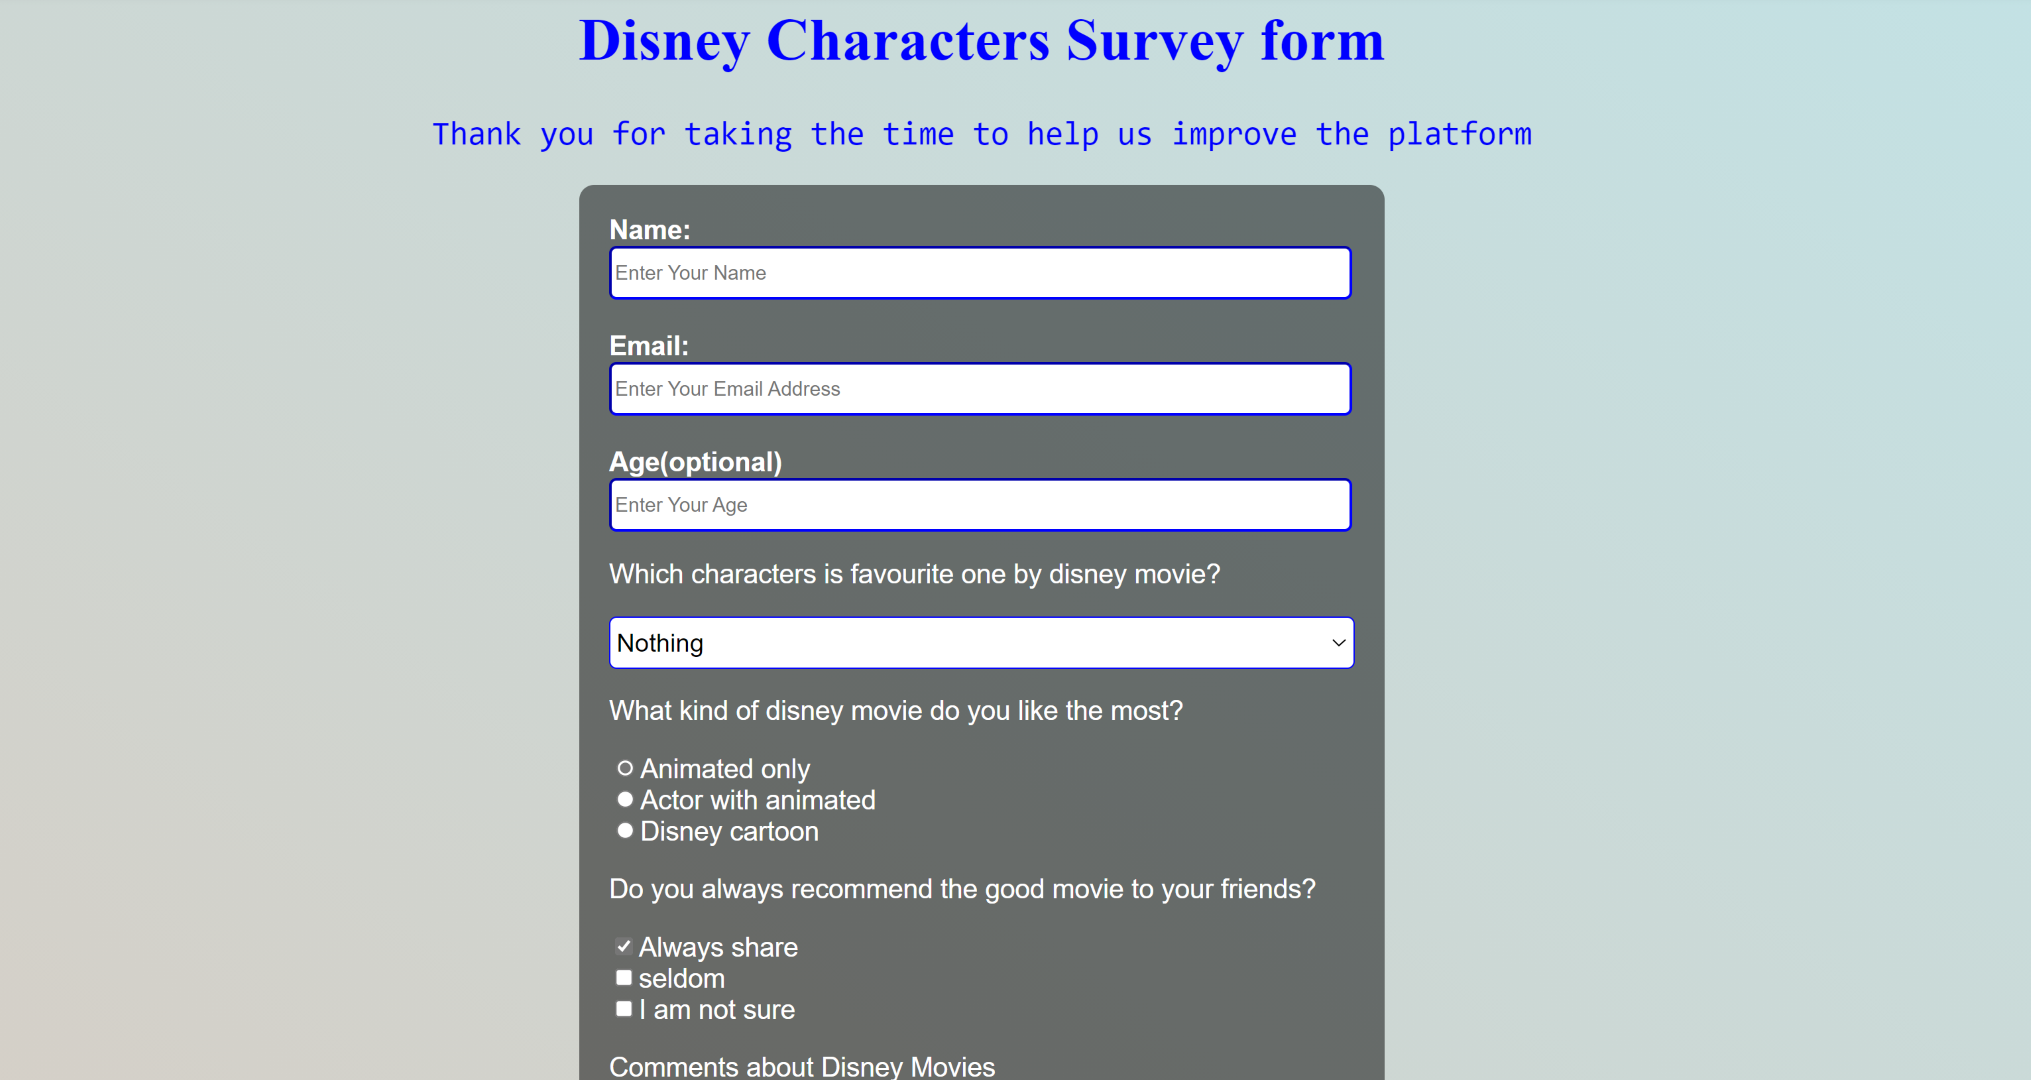 Disney Characters Survey form
Thank you for taking the time to help us improve the platform
Name:
Enter Your Name
Email:
Enter Your Email Address
Age(optional)
Enter Your Age
Which characters is favourite one by disney movie?
Nothing
What kind of disney movie do you like the most?
Animated only
Actor with animated
Disney cartoon
Do you always recommend the good movie to your friends?
Always share
seldom
I am not sure
Comments about Disney Movies